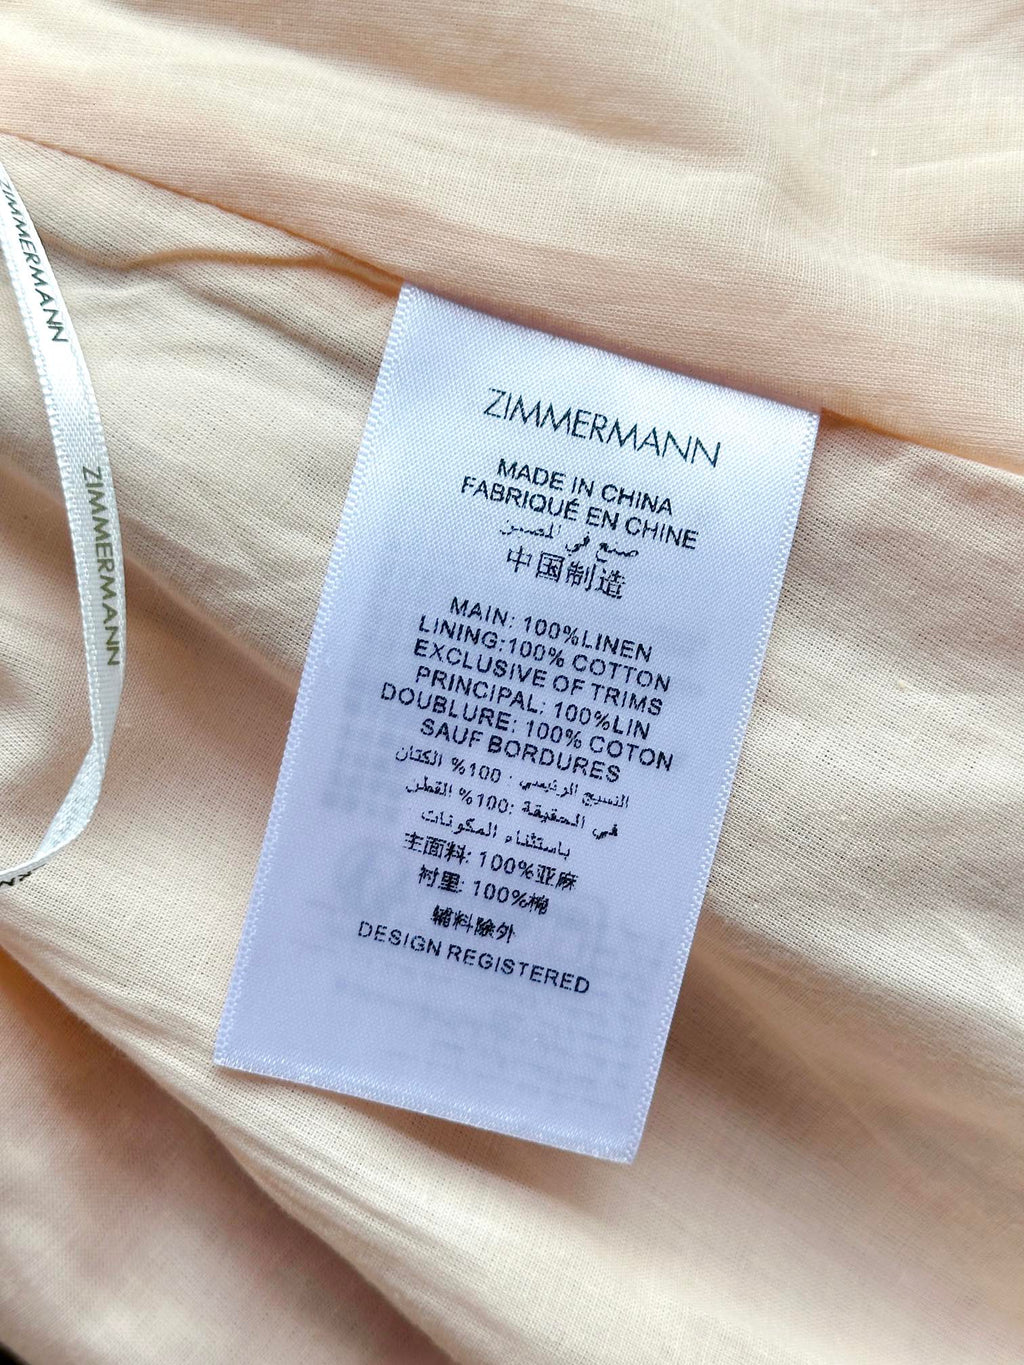 ZIMMERMANN
ZIMMERMANN
ZIMMERMANN
MADE IN CHINA
FABRIQUÉ EN CHINE
صنع في الصين
中国制造
MAIN: 100%LINEN
LINING:100% COTTON
EXCLUSIVE OF TRIMS
PRINCIPAL: 100%LIN
DOUBLURE: 100% COTON
SAUF BORDURES
النسيج الرئيسي: 100% الكتان
في الحقيقة: 100% القطن
باستثناء المكونات
主面料: 100%亚麻
衬里: 100%棉
辅料除外
DESIGN REGISTERED